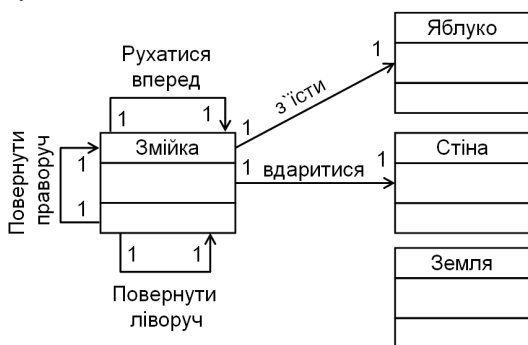 Яблуко
1
Рухатися
вперед
з`їсти
1
1
1
Повернути
праворуч
1
Змійка
1
вдаритися
1
Стіна
1
1
1
Земля
Повернути
ліворуч